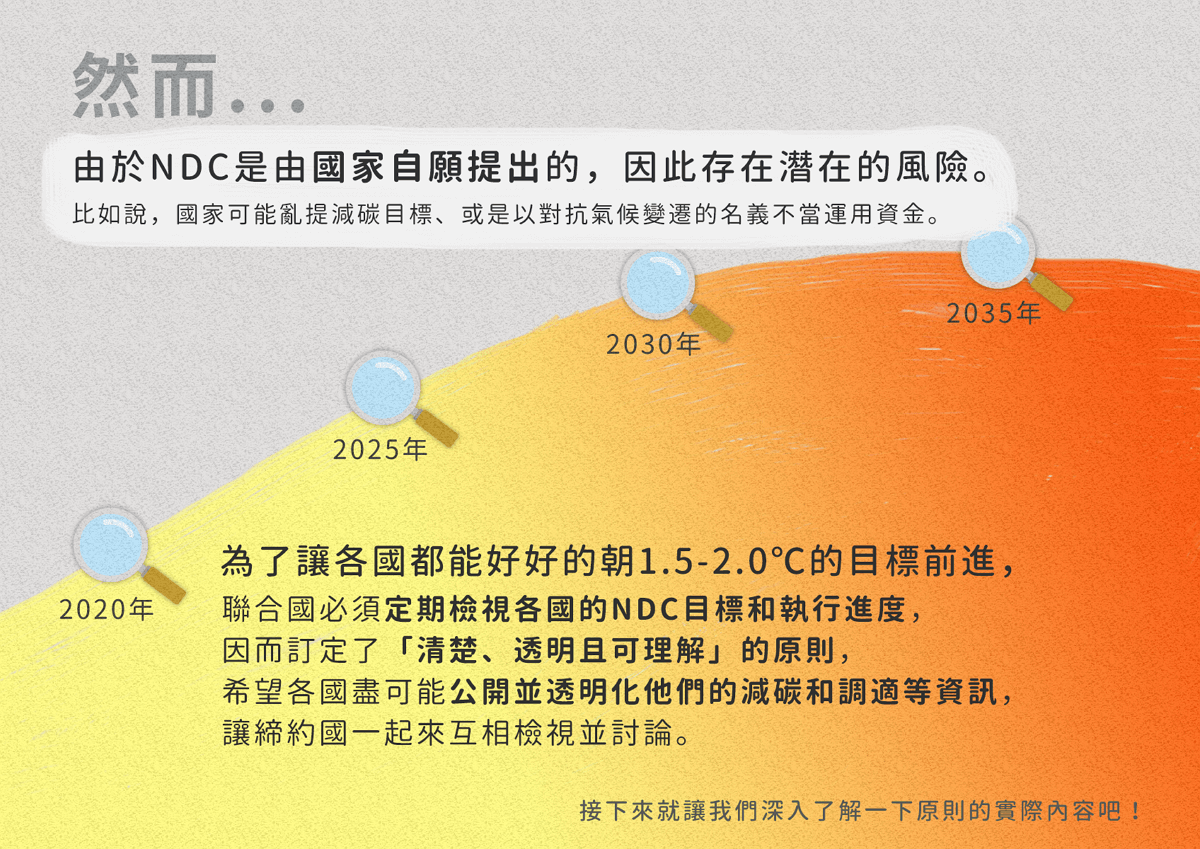 然而...
由於NDC是由國家自願提出的，因此存在潛在的風險。
比如說，國家可能亂提減碳目標、或是以對抗氣候變遷的名義不當運用資金。
2035年
2030年
2025年
2020年
為了讓各國都能好好的朝1.5-2.0℃的目標前進，
聯合國必須定期檢視各國的NDC目標和執行進度，
因而訂定了「清楚、透明且可理解」的原則，
希望各國盡可能公開並透明化他們的減碳和調適等資訊，
讓締約國一起來互相檢視並討論。
接下來就讓我們深入了解一下原則的實際內容吧！